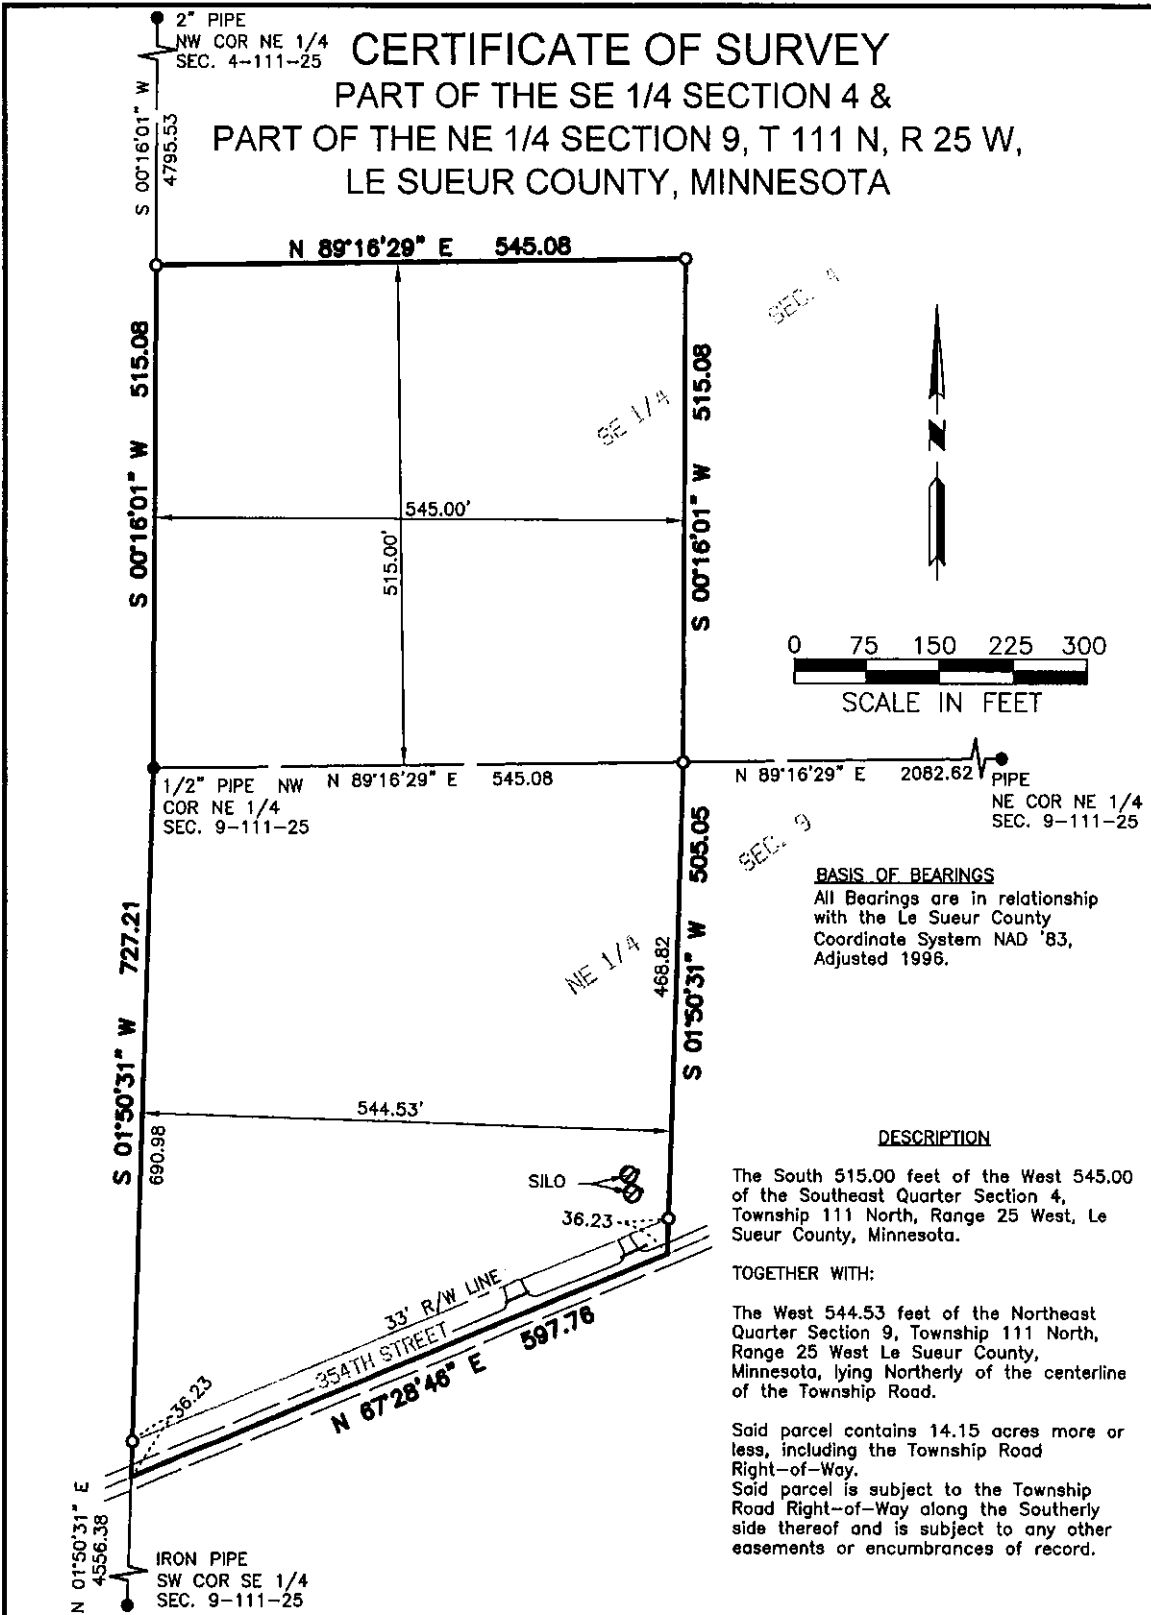 2" PIPE
NW COR NE 1/4
SEC. 4-111-25
CERTIFICATE OF SURVEY
PART OF THE SE 1/4 SECTION 4 &
PART OF THE NE 1/4 SECTION 9, T 111 N, R 25 W,
LE SUEUR COUNTY, MINNESOTA
S 00°16'01" W
4795.53
N 89°16'29" E 545.08
SEC. 4
S 00°16'01" W 515.08
S 00°16'01" W 515.08
SE 1/4
N
545.00'
515.00'
0 75 150 225 300
SCALE IN FEET
1/2" PIPE NW
COR NE 1/4
SEC. 9-111-25
N 89°16'29" E 545.08
N 89°16'29" E 2082.62
PIPE
NE COR NE 1/4
SEC. 9-111-25
SEC. 9
BASIS OF BEARINGS
All Bearings are in relationship
with the Le Sueur County
Coordinate System NAD '83,
Adjusted 1996.
NE 1/4
S 01°50'31" W 727.21
690.98
S 01°50'31" W 505.05
468.82
544.53'
SILO
36.23
33' R/W LINE
354TH STREET
N 67°28'46" E 597.76
36.23
DESCRIPTION
The South 515.00 feet of the West 545.00
of the Southeast Quarter Section 4,
Township 111 North, Range 25 West, Le
Sueur County, Minnesota.
TOGETHER WITH:
The West 544.53 feet of the Northeast
Quarter Section 9, Township 111 North,
Range 25 West Le Sueur County,
Minnesota, lying Northerly of the centerline
of the Township Road.
Said parcel contains 14.15 acres more or
less, including the Township Road
Right-of-Way.
Said parcel is subject to the Township
Road Right-of-Way along the Southerly
side thereof and is subject to any other
easements or encumbrances of record.
N 01°50'31" E
4556.38
IRON PIPE
SW COR SE 1/4
SEC. 9-111-25